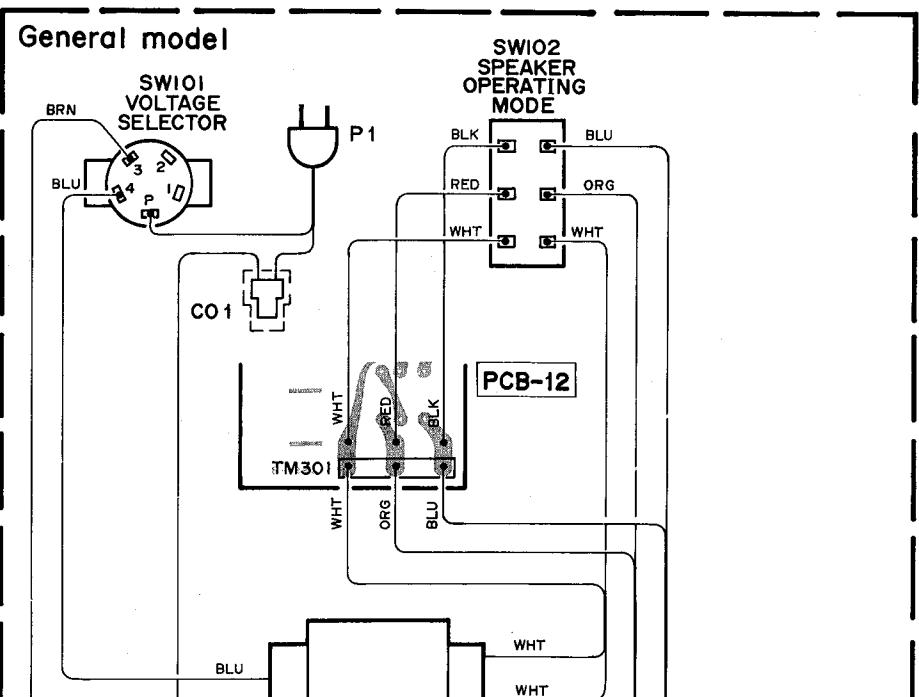 General model
SW102
SPEAKER
OPERATING
MODE
SW101
VOLTAGE
SELECTOR
BRN
P1
BLK
BLU
3
2
BLU
4
1
P
RED
ORG
WHT
WHT
CO1
PCB-12
WHT
RED
BLK
TM301
WHT
ORG
BLU
WHT
BLU
WHT